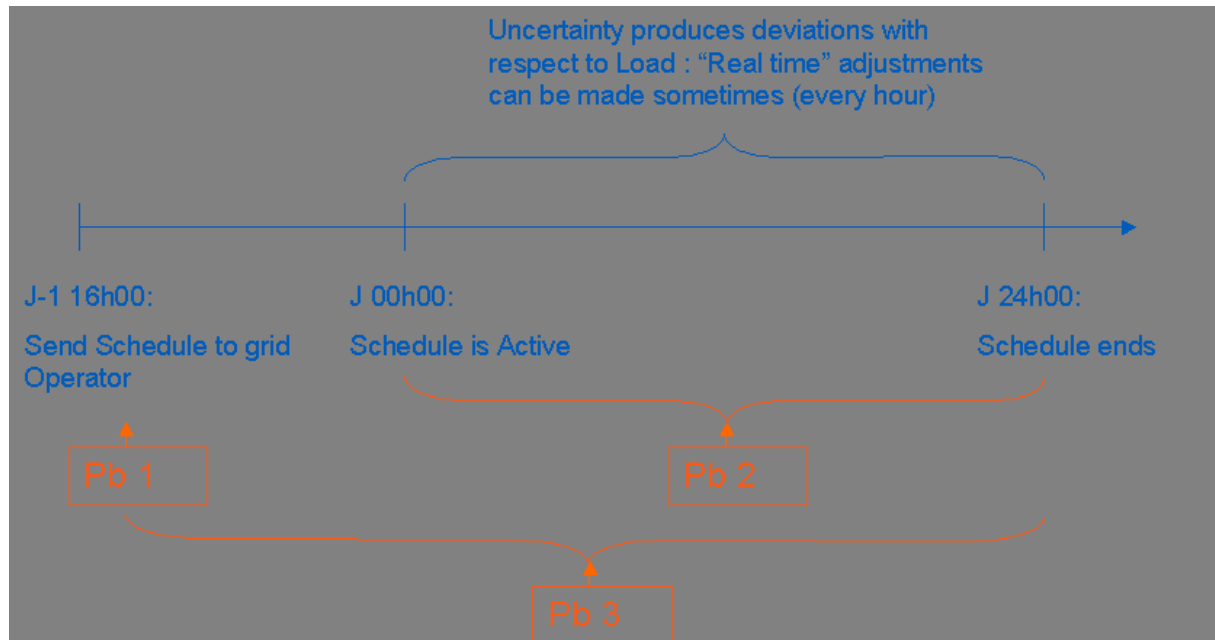 Uncertainty produces deviations with
respect to Load : “Real time” adjustments
can be made sometimes (every hour)
J-1 16h00:
Send Schedule to grid
Operator
J 00h00:
Schedule is Active
J 24h00:
Schedule ends
Pb 1
Pb 2
Pb 3